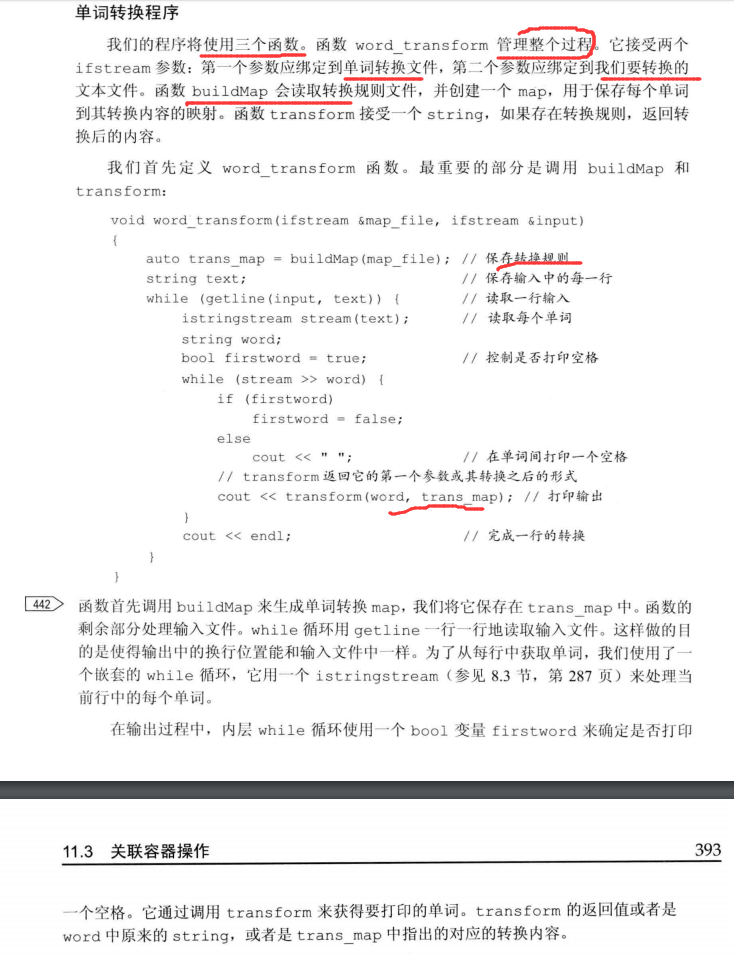 单词转换程序
我们的程序将使用三个函数。函数 word_transform 管理整个过程。它接受两个
ifstream 参数：第一个参数应绑定到单词转换文件，第二个参数应绑定到我们要转换的
文本文件。函数 buildMap 会读取转换规则文件，并创建一个 map，用于保存每个单词
到其转换内容的映射。函数 transform 接受一个 string，如果存在转换规则，返回转
换后的内容。
我们首先定义 word_transform 函数。最重要的部分是调用 buildMap 和
transform：
void word_transform(ifstream &map_file, ifstream &input)
{
auto trans_map = buildMap(map_file); // 保存转换规则
string text; // 保存输入中的每一行
while (getline(input, text)) { // 读取一行输入
istringstream stream(text); // 读取每个单词
string word;
bool firstword = true; // 控制是否打印空格
while (stream >> word) {
if (firstword)
firstword = false;
else
cout << " "; // 在单词间打印一个空格
// transform 返回它的第一个参数或其转换之后的形式
cout << transform(word, trans_map); // 打印输出
}
cout << endl; // 完成一行的转换
}
}
442 函数首先调用 buildMap 来生成单词转换 map，我们将它保存在 trans_map 中。函数的
剩余部分处理输入文件。while 循环用 getline 一行一行地读取输入文件。这样做的目
的是使得输出中的换行位置能和输入文件中一样。为了从每行中获取单词，我们使用了一
个嵌套的 while 循环，它用一个 istringstream（参见 8.3 节，第 287 页）来处理当
前行中的每个单词。
在输出过程中，内层 while 循环使用一个 bool 变量 firstword 来确定是否打印
11.3 关联容器操作 393
一个空格。它通过调用 transform 来获得要打印的单词。transform 的返回值或者是
word 中原来的 string，或者是 trans_map 中指出的对应的转换内容。